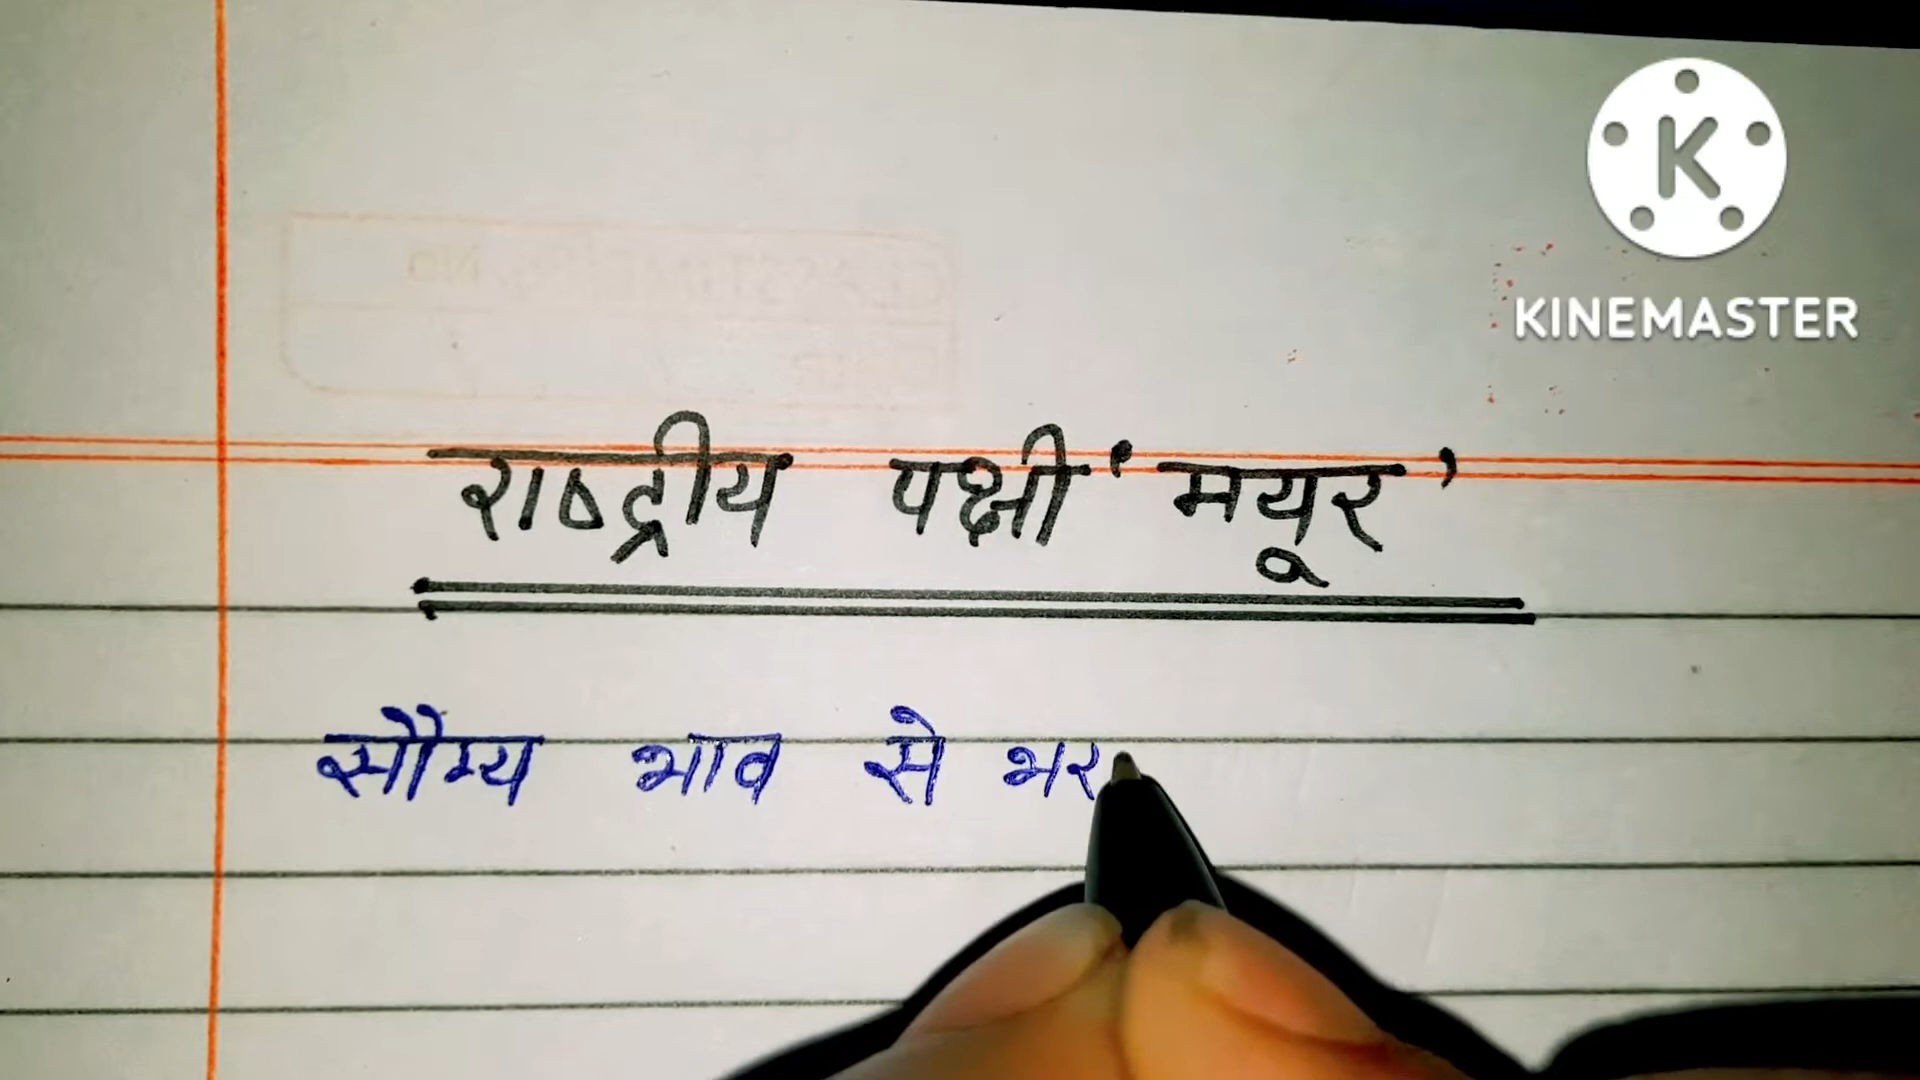 KINEMASTER
राष्ट्रीय पक्षी ‘मयूर’
सौम्य भाव से भर